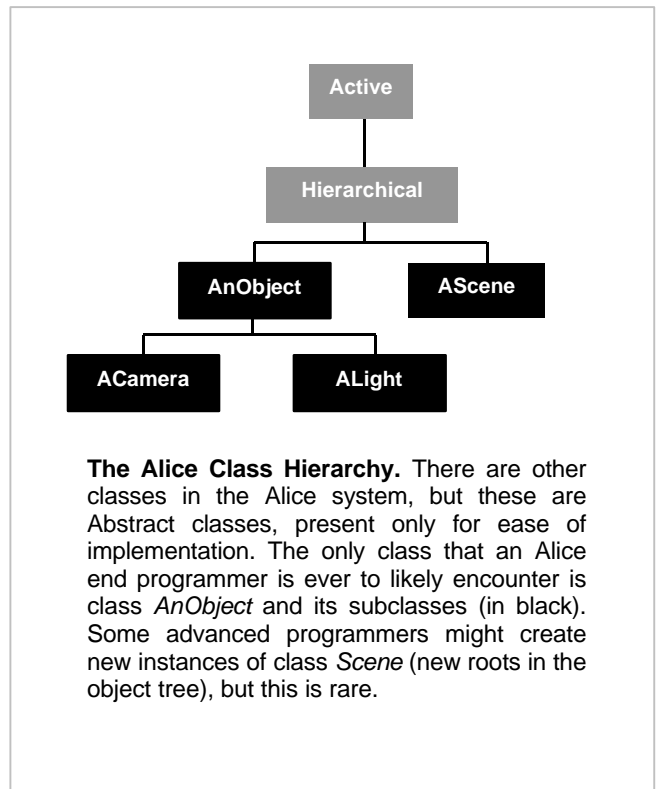 Active
Hierarchical
AnObject
AScene
ACamera
ALight
The Alice Class Hierarchy. There are other
classes in the Alice system, but these are
Abstract classes, present only for ease of
implementation. The only class that an Alice
end programmer is ever to likely encounter is
class AnObject and its subclasses (in black).
Some advanced programmers might create
new instances of class Scene (new roots in the
object tree), but this is rare.